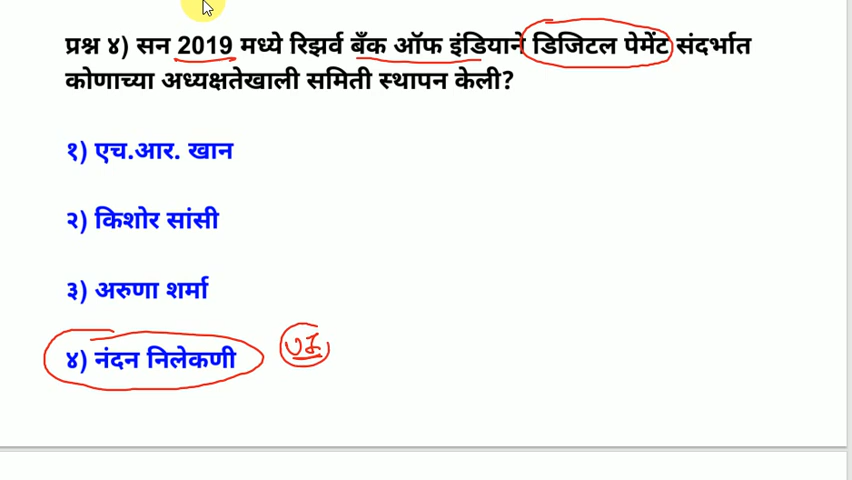 प्रश्न ४) सन 2019 मध्ये रिझर्व बँक ऑफ इंडियाने डिजिटल पेमेंट संदर्भात
कोणाच्या अध्यक्षतेखाली समिती स्थापन केली?
१) एच.आर. खान
२) किशोर सांसी
३) अरुणा शर्मा
४) नंदन निलेकणी